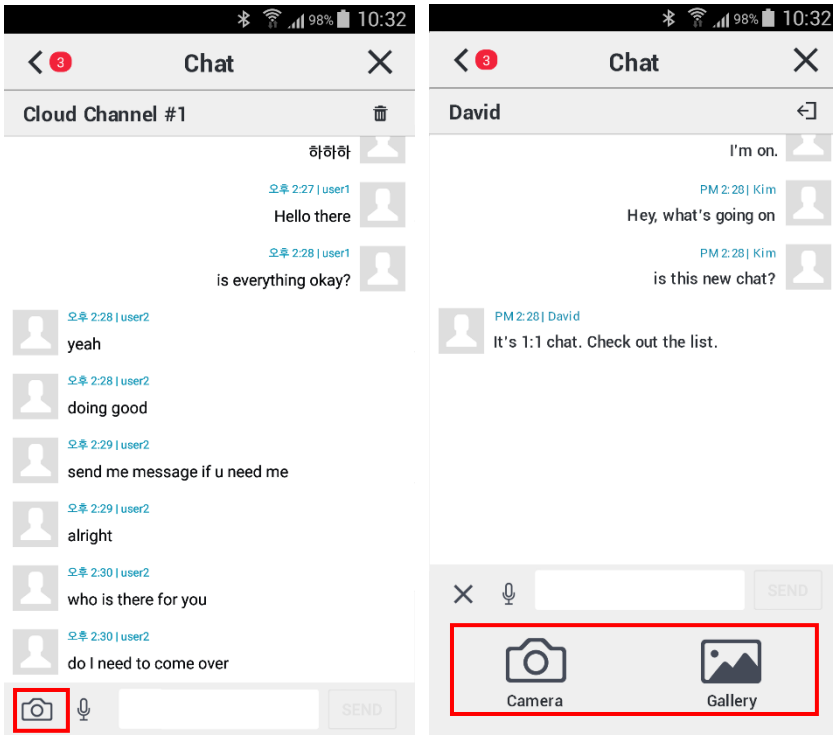 98% 10:32
3 Chat
Cloud Channel #1
하하하
오후 2:27 | user1
Hello there
오후 2:28 | user1
is everything okay?
오후 2:28 | user2
yeah
오후 2:28 | user2
doing good
오후 2:29 | user2
send me message if u need me
오후 2:29 | user2
alright
오후 2:30 | user2
who is there for you
오후 2:30 | user2
do I need to come over
SEND
98% 10:32
3 Chat
David
I'm on.
PM 2:28| Kim
Hey, what's going on
PM 2:28| Kim
is this new chat?
PM 2:28| David
It's 1:1 chat. Check out the list.
SEND
Camera Gallery